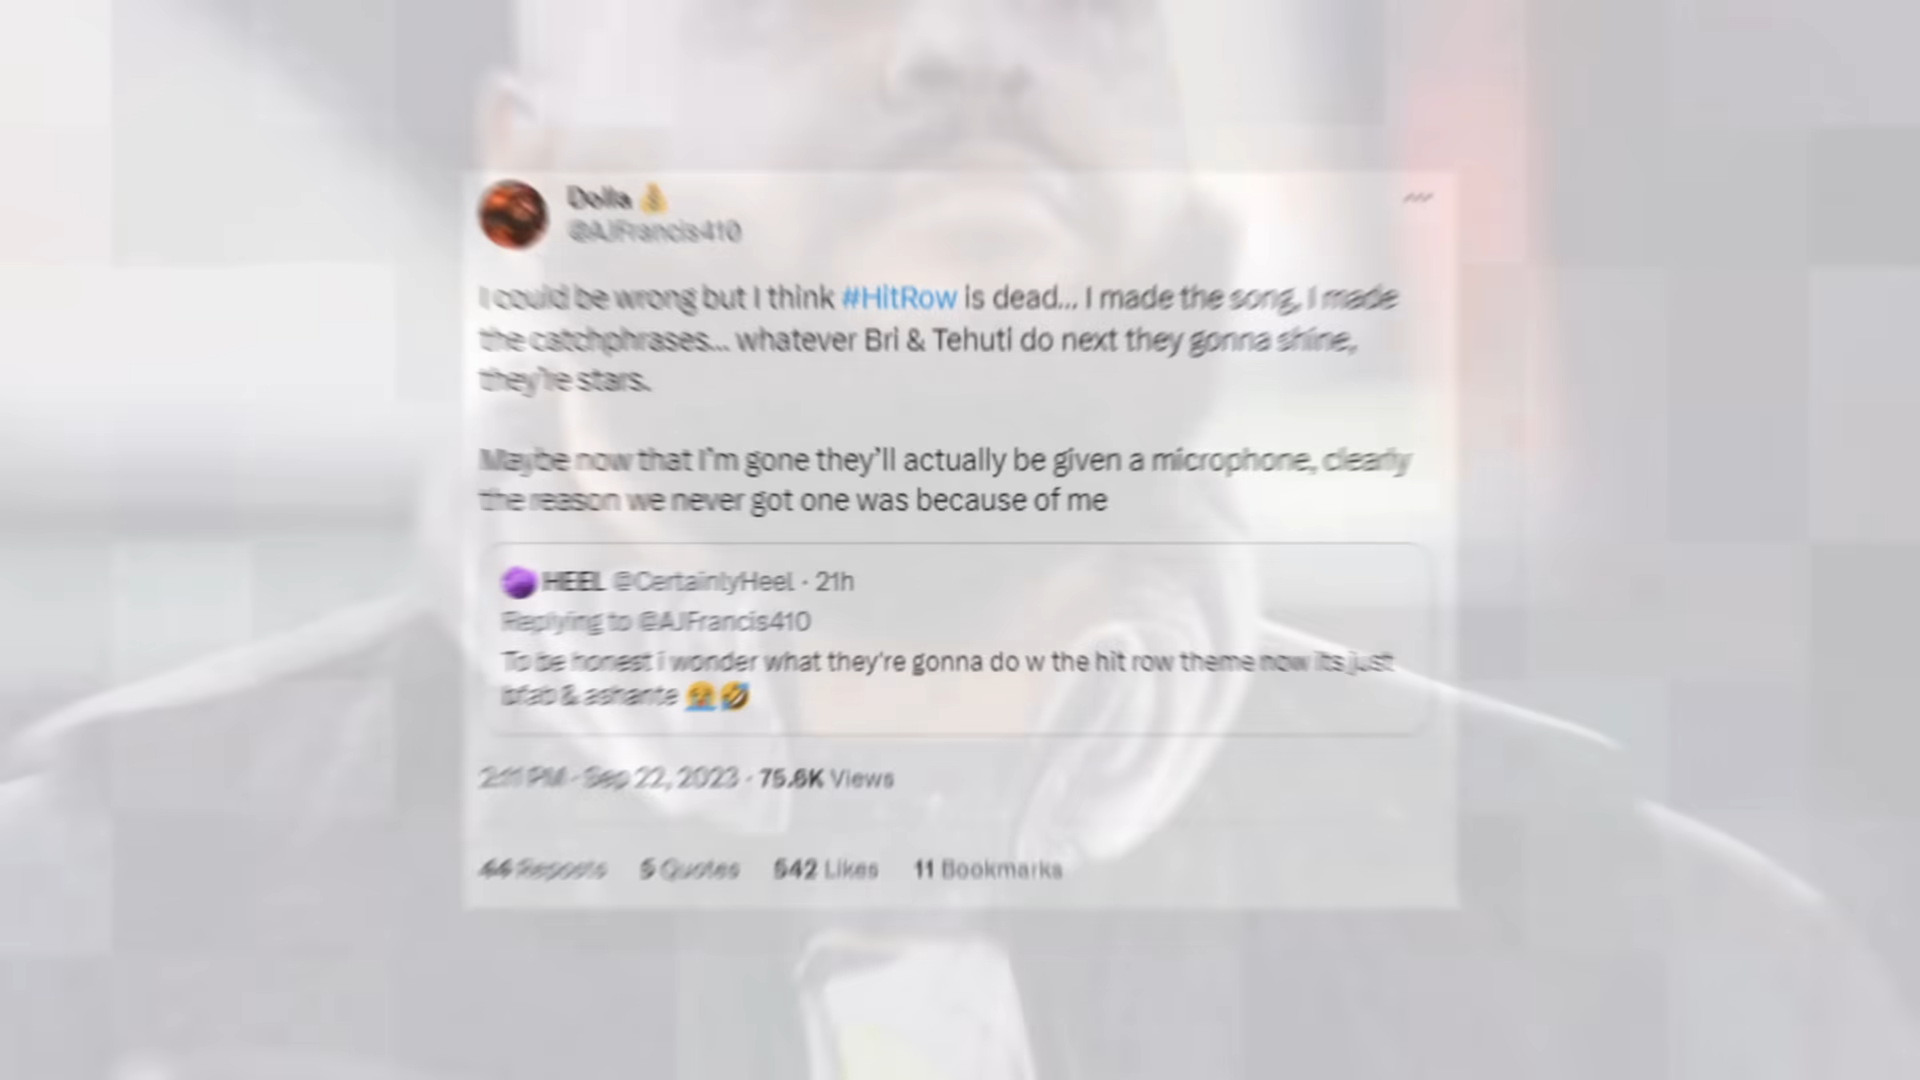 Dolla 💰
@AJFrancis410
I could be wrong but I think #HitRow is dead... I made the song, I made
the catchphrases... whatever Bri & Tehuti do next they gonna shine,
they're stars.
Maybe now that I'm gone they'll actually be given a microphone, clearly
the reason we never got one was because of me
HEEL @CertainlyHeel · 21h
Replying to @AJFrancis410
To be honest i wonder what they're gonna do w the hit row theme now its just
bfab & ashante 😭🤣
2:11 PM · Sep 22, 2023 · 75.6K Views
44 Reposts 5 Quotes 542 Likes 11 Bookmarks